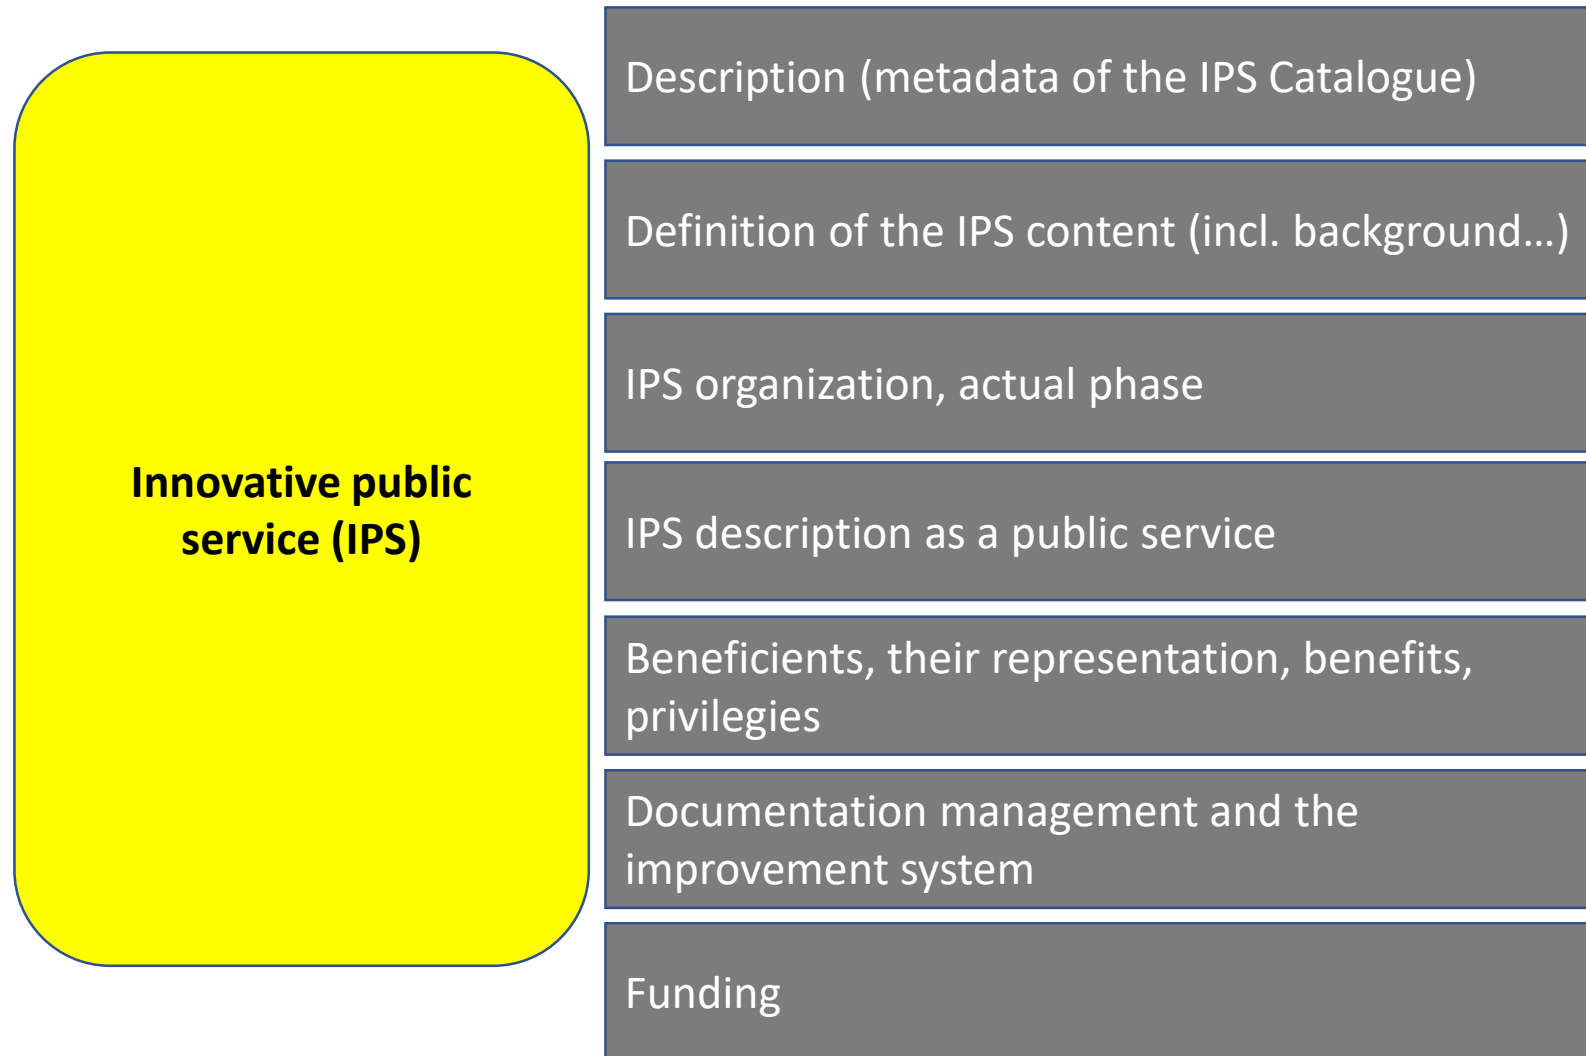 Innovative public
service (IPS)
Description (metadata of the IPS Catalogue)
Definition of the IPS content (incl. background…)
IPS organization, actual phase
IPS description as a public service
Beneficients, their representation, benefits,
privilegies
Documentation management and the
improvement system
Funding